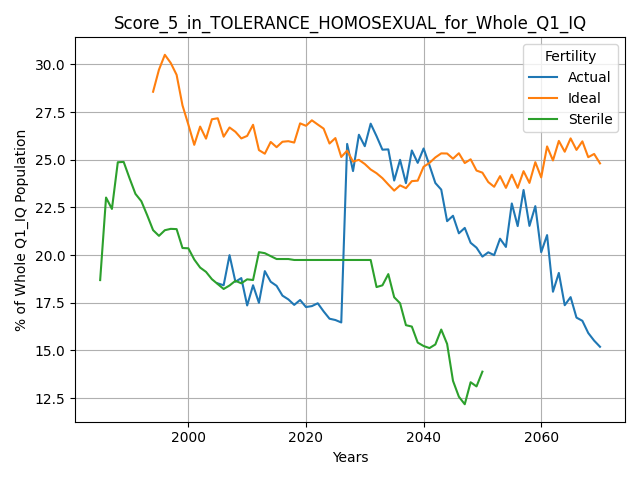 Score_5_in_TOLERANCE_HOMOSEXUAL_for_Whole_Q1_IQ
Fertility
Actual
Ideal
Sterile
% of Whole Q1_IQ Population
30.0
27.5
25.0
22.5
20.0
17.5
15.0
12.5
2000 2020 2040 2060
Years